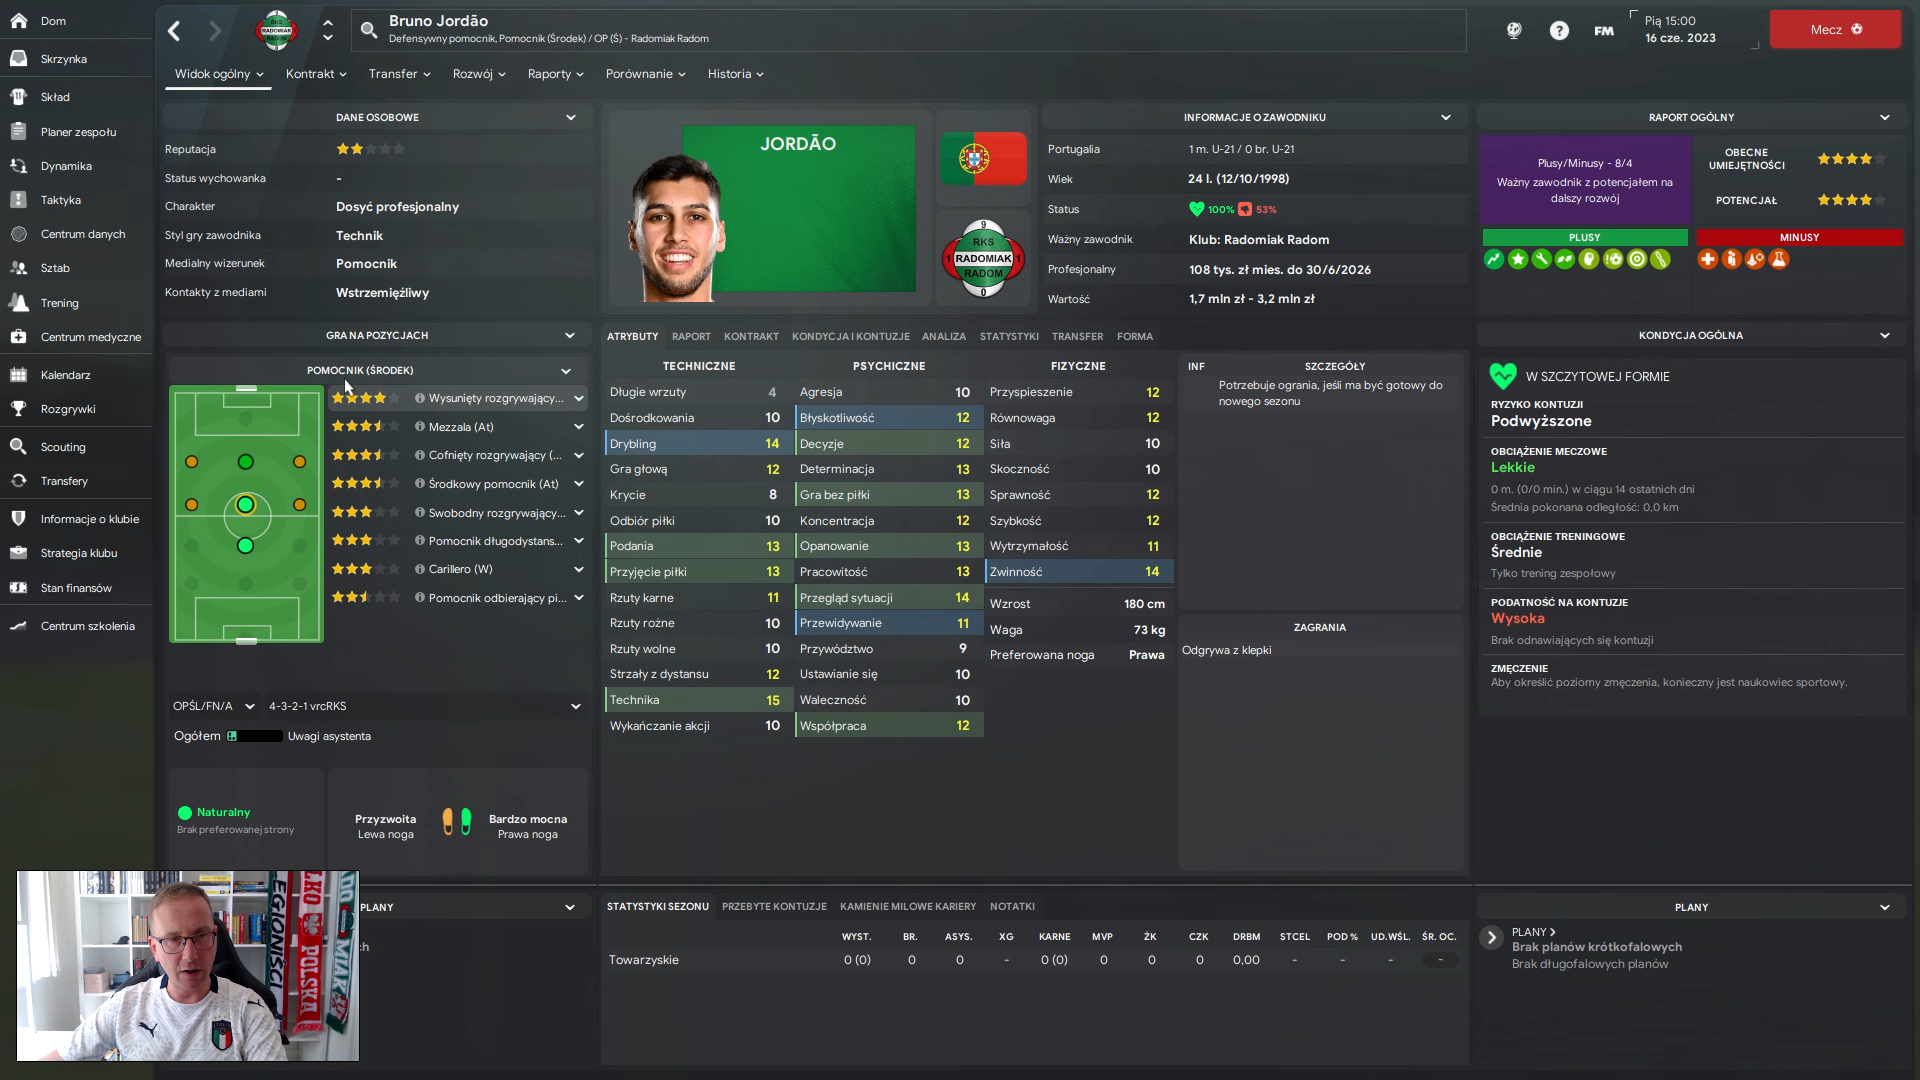 Dom
Skrzynka
Skład
Planer zespołu
Dynamika
Taktyka
Centrum danych
Sztab
Trening
Centrum medyczne
Kalendarz
Rozgrywki
Scouting
Transfery
Informacje o klubie
Strategia klubu
Stan finansów
Centrum szkolenia
Bruno Jordão
Defensywny pomocnik, Pomocnik (Środek) / OP (Ś) - Radomiak Radom
FM
Pią 15:00
16 cze. 2023
Mecz
Widok ogólny
Kontrakt
Transfer
Rozwój
Raporty
Porównanie
Historia
DANE OSOBOWE
Reputacja
Status wychowanka -
Charakter Dosyć profesjonalny
Styl gry zawodnika Technik
Medialny wizerunek Pomocnik
Kontakty z mediami Wstrzemięźliwy
JORDÃO
9
RKS
1 RADOMIAK 1
RADOM
0
INFORMACJE O ZAWODNIKU
Portugalia 1 m. U-21 / 0 br. U-21
Wiek 24 l. (12/10/1998)
Status 100% 53%
Ważny zawodnik Klub: Radomiak Radom
Profesjonalny 108 tys. zł mies. do 30/6/2026
Wartość 1,7 mln zł - 3,2 mln zł
RAPORT OGÓLNY
Plusy/Minusy - 8/4
Ważny zawodnik z potencjałem na
dalszy rozwój
OBECNE
UMIEJĘTNOŚCI
POTENCJAŁ
PLUSY
MINUSY
GRA NA POZYCJACH
POMOCNIK (ŚRODEK)
Wysunięty rozgrywający...
Mezzala (At)
Cofnięty rozgrywający (...
Środkowy pomocnik (At)
Swobodny rozgrywający...
Pomocnik długodystans...
Carillero (W)
Pomocnik odbierający pi...
OPŚL/FN/A
4-3-2-1 vrcRKS
Ogółem
Uwagi asystenta
Naturalny
Brak preferowanej strony
Przyzwoita
Lewa noga
Bardzo mocna
Prawa noga
ATRYBUTY
RAPORT
KONTRAKT
KONDYCJA I KONTUZJE
ANALIZA
STATYSTYKI
TRANSFER
FORMA
TECHNICZNE
Długie wrzuty 4
Dośrodkowania 10
Drybling 14
Gra głową 12
Krycie 8
Odbiór piłki 10
Podania 13
Przyjęcie piłki 13
Rzuty karne 11
Rzuty rożne 10
Rzuty wolne 10
Strzały z dystansu 12
Technika 15
Wykańczanie akcji 10
PSYCHICZNE
Agresja 10
Błyskotliwość 12
Decyzje 12
Determinacja 13
Gra bez piłki 13
Koncentracja 12
Opanowanie 13
Pracowitość 13
Przegląd sytuacji 14
Przewidywanie 11
Przywództwo 9
Ustawianie się 10
Waleczność 10
Współpraca 12
FIZYCZNE
Przyspieszenie 12
Równowaga 12
Siła 10
Skoczność 10
Sprawność 12
Szybkość 12
Wytrzymałość 11
Zwinność 14
Wzrost 180 cm
Waga 73 kg
Preferowana noga Prawa
INF
SZCZEGÓŁY
Potrzebuje ogrania, jeśli ma być gotowy do
nowego sezonu
ZAGRANIA
Odgrywa z klepki
KONDYCJA OGÓLNA
W SZCZYTOWEJ FORMIE
RYZYKO KONTUZJI
Podwyższone
OBCIĄŻENIE MECZOWE
Lekkie
0 m. (0/0 min.) w ciągu 14 ostatnich dni
Średnia pokonana odległość: 0,0 km
OBCIĄŻENIE TRENINGOWE
Średnie
Tylko trening zespołowy
PODATNOŚĆ NA KONTUZJE
Wysoka
Brak odnawiających się kontuzji
ZMĘCZENIE
Aby określić poziomy zmęczenia, konieczny jest naukowiec sportowy.
PLANY
STATYSTYKI SEZONU
PRZEBYTE KONTUZJE
KAMIENIE MILOWE KARIERY
NOTATKI
WYST. BR. ASYS. XG KARNE MVP ŻK CZK DRBM STCEL POD % UD.WŚL. ŚR. OC.
Towarzyskie 0 (0) 0 0 - 0 (0) 0 0 0 0,00 - - - -
PLANY
PLANY
Brak planów krótkofalowych
Brak długofalowych planów
EGIONIŚCI
POLSKA
MIAK
ITALIA